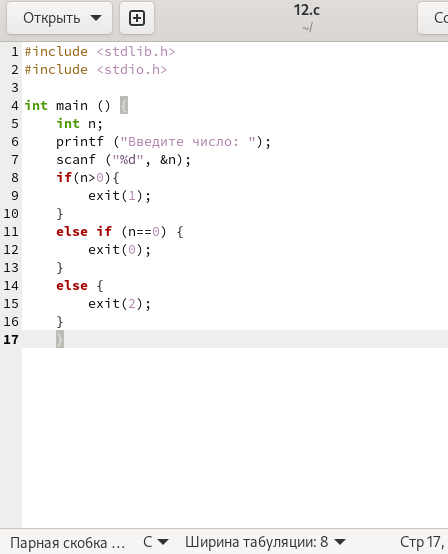 Открыть
12.c
~/
1 #include <stdlib.h>
2 #include <stdio.h>
3
4 int main () {
5     int n;
6     printf ("Введите число: ");
7     scanf ("%d", &n);
8     if(n>0){
9         exit(1);
10     }
11     else if (n==0) {
12         exit(0);
13     }
14     else {
15         exit(2);
16     }
17     }
Парная скобка ... C Ширина табуляции: 8 Стр 17,